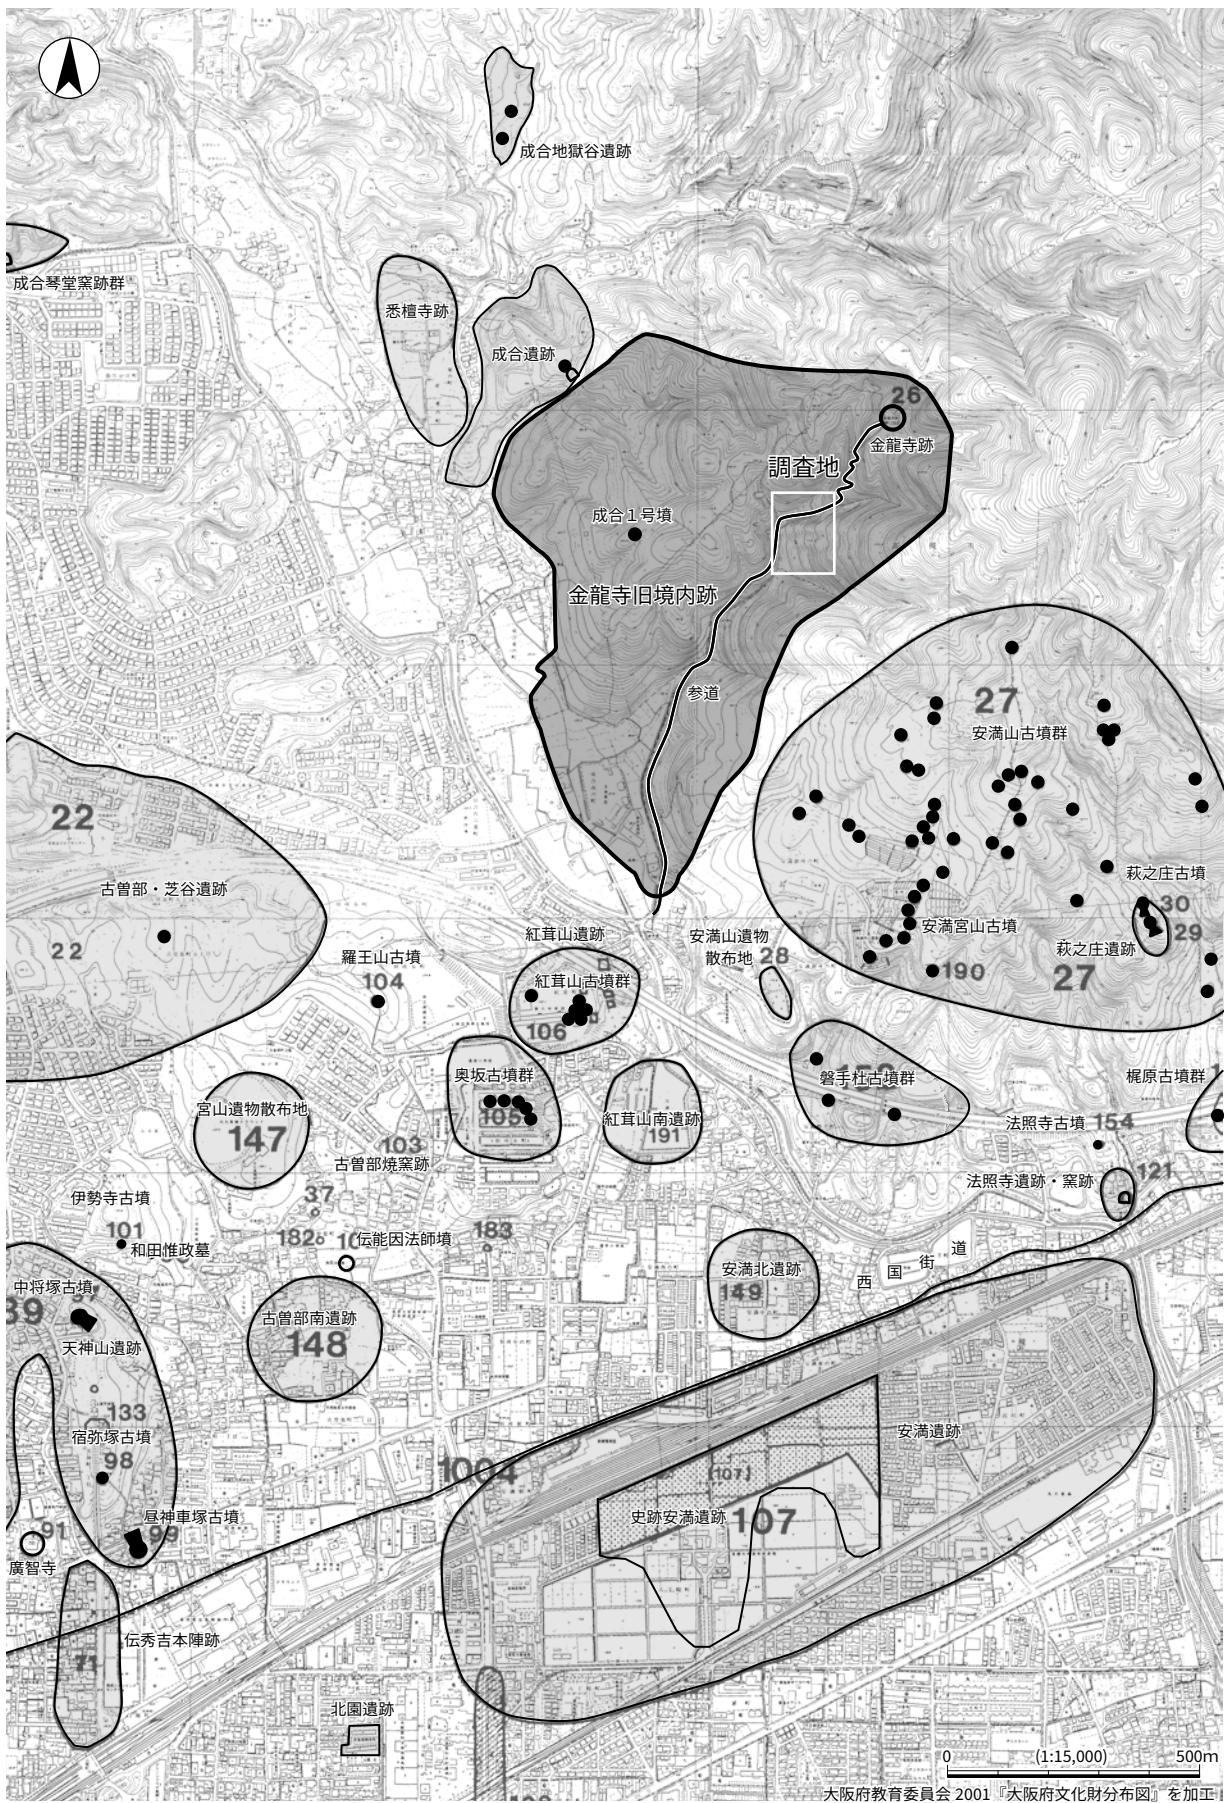 成合地獄谷遺跡
成合琴堂窯跡群
悉檀寺跡
成合遺跡
26
金龍寺跡
調査地
成合１号墳
金龍寺旧境内跡
参道
27
安満山古墳群
22
古曽部・芝谷遺跡
22
萩之庄古墳
30
29
萩之庄遺跡
27
安満宮山古墳
190
安満山遺物
散布地
28
紅茸山遺跡
紅茸山古墳群
106
羅王山古墳
104
奥坂古墳群
105
磐手杜古墳群
梶原古墳群
宮山遺物散布地
147
紅茸山南遺跡
191
法照寺古墳
154
103
古曽部焼窯跡
法照寺遺跡・窯跡
121
伊勢寺古墳
101
和田惟政墓
37
182
伝能因法師墳
183
西国街道
安満北遺跡
149
中将塚古墳
39
天神山遺跡
古曽部南遺跡
148
133
宿弥塚古墳
98
安満遺跡
1004
(107)
史跡安満遺跡
107
昼神車塚古墳
99
91
廣智寺
伝秀吉本陣跡
71
北園遺跡
0
(1:15,000)
500m
大阪府教育委員会 2001『大阪府文化財分布図』を加工